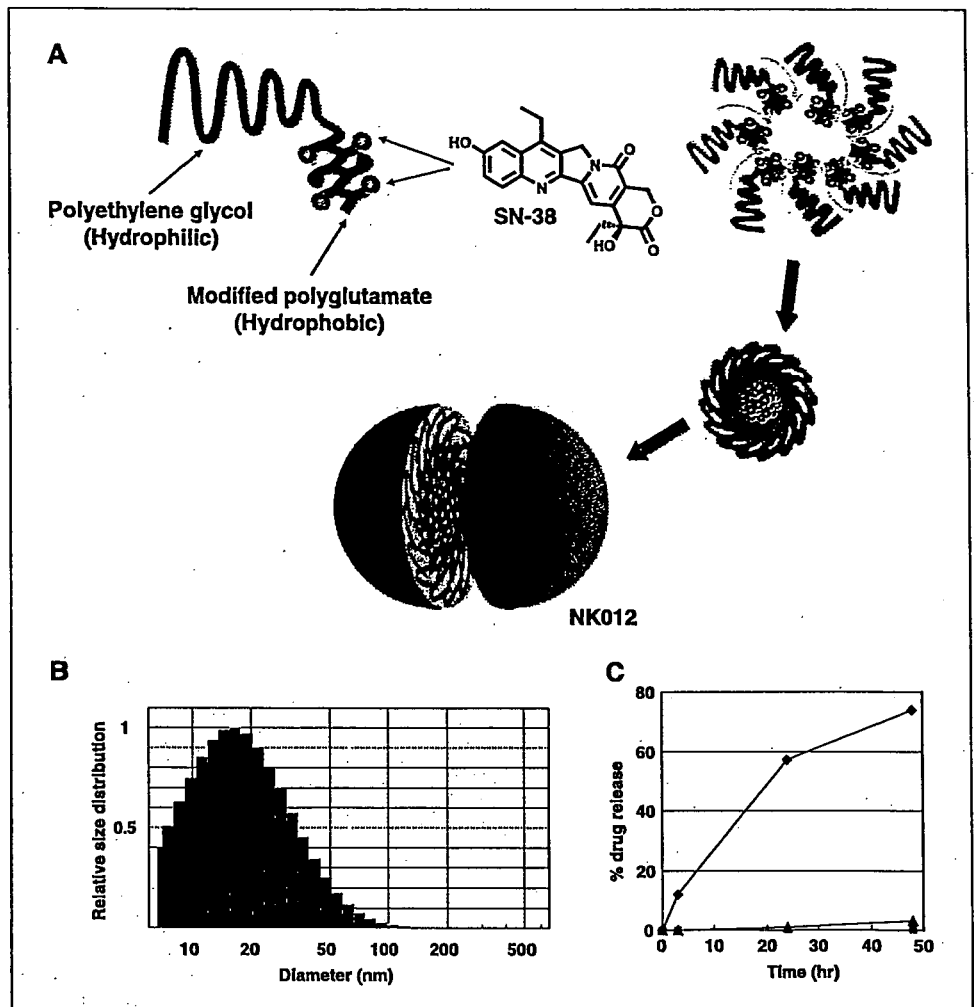 A
HO
N
N
O
O
O
HO
SN-38
Polyethylene glycol
(Hydrophilic)
Modified polyglutamate
(Hydrophobic)
NK012
B
Relative size distribution
1
0.5
10 20 50 100 200 500
Diameter (nm)
C
% drug release
80
60
40
20
0
0 10 20 30 40 50
Time (hr)